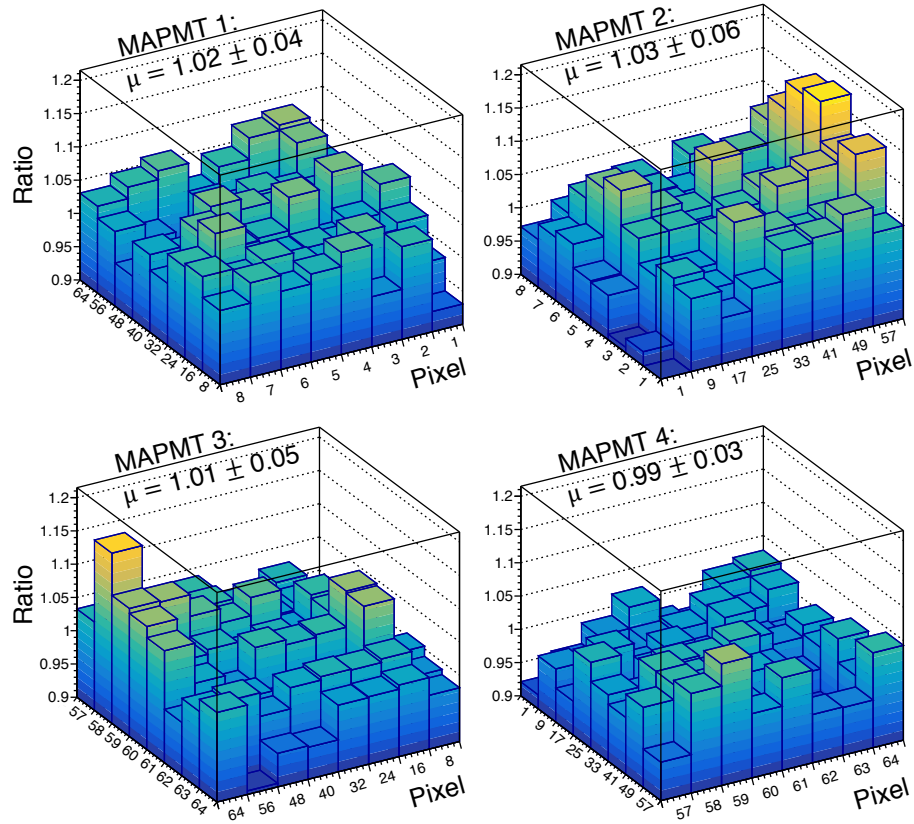 MAPMT 1:
μ = 1.02 ± 0.04
Ratio
1.2
1.15
1.1
1.05
1
0.95
0.9
64 56 48 40 32 24 16 8
8 7 6 5 4 3 2 1
Pixel
MAPMT 2:
μ = 1.03 ± 0.06
1.2
1.15
1.1
1.05
1
0.95
0.9
8 7 6 5 4 3 2 1
1 9 17 25 33 41 49 57
Pixel
MAPMT 3:
μ = 1.01 ± 0.05
Ratio
1.2
1.15
1.1
1.05
1
0.95
0.9
57 58 59 60 61 62 63 64
64 56 48 40 32 24 16 8
Pixel
MAPMT 4:
μ = 0.99 ± 0.03
1.2
1.15
1.1
1.05
1
0.95
0.9
1 9 17 25 33 41 49 57
57 58 59 60 61 62 63 64
Pixel